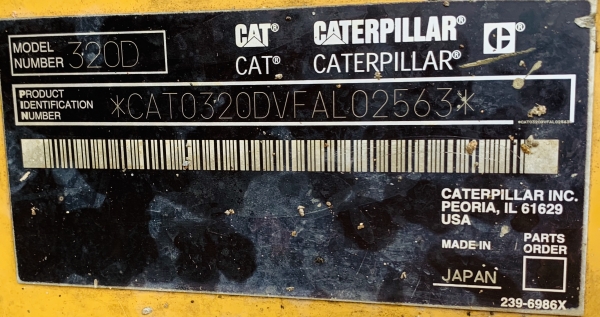 MODEL NUMBER 320D
CAT® CATERPILLAR® C®
CAT® CATERPILLAR®
PRODUCT IDENTIFICATION NUMBER *CAT0320DVFAL02563*
*CAT0320DVFAL02563*
CATERPILLAR INC.
PEORIA, IL 61629
USA
MADE IN
JAPAN
PARTS ORDER
239-6986X